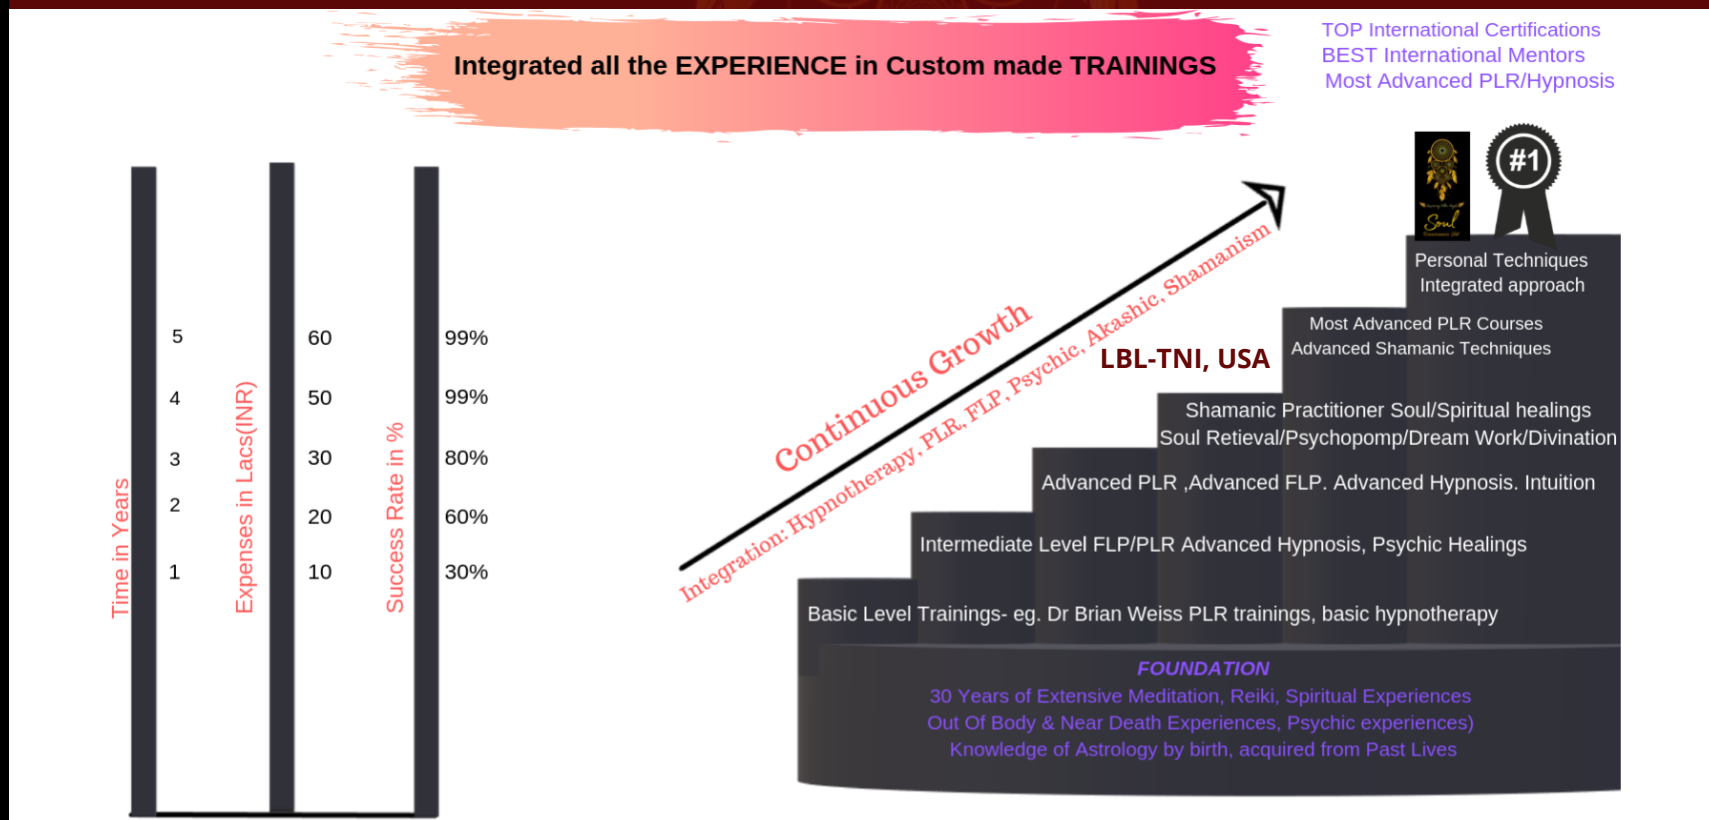 Integrated all the EXPERIENCE in Custom made TRAININGS
TOP International Certifications
BEST International Mentors
Most Advanced PLR/Hypnosis
#1
Soul
Time in Years
5
4
3
2
1
Expenses in Lacs(INR)
60
50
30
20
10
Success Rate in %
99%
99%
80%
60%
30%
Continuous Growth
Integration: Hypnotherapy, PLR, FLP, Psychic, Akashic, Shamanism
LBL-TNI, USA
Personal Techniques
Integrated approach
Most Advanced PLR Courses
Advanced Shamanic Techniques
Shamanic Practitioner Soul/Spiritual healings
Soul Retieval/Psychopomp/Dream Work/Divination
Advanced PLR ,Advanced FLP. Advanced Hypnosis. Intuition
Intermediate Level FLP/PLR Advanced Hypnosis, Psychic Healings
Basic Level Trainings- eg. Dr Brian Weiss PLR trainings, basic hypnotherapy
FOUNDATION
30 Years of Extensive Meditation, Reiki, Spiritual Experiences
Out Of Body & Near Death Experiences, Psychic experiences)
Knowledge of Astrology by birth, acquired from Past Lives